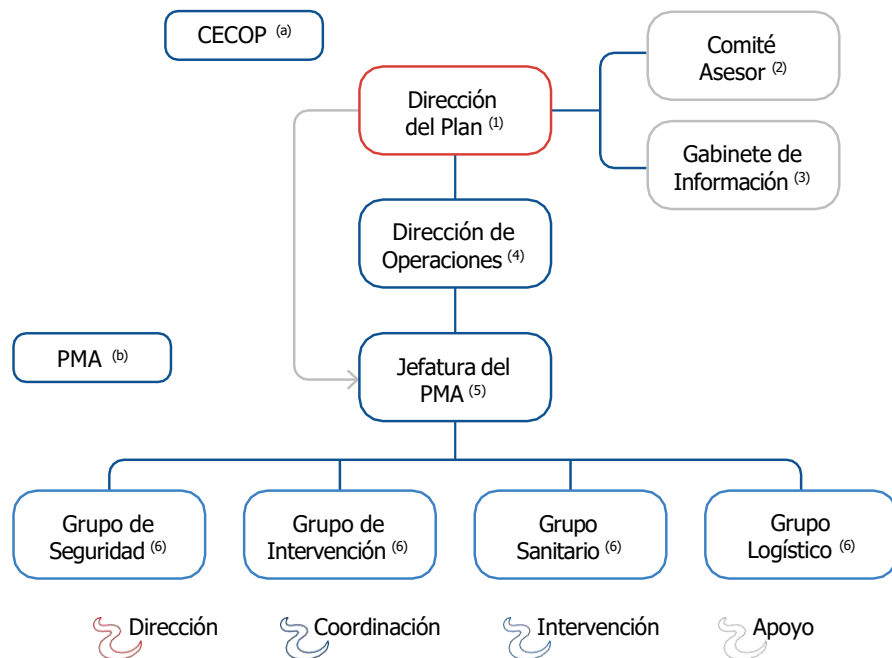 CECOP (a)
Comité
Asesor (2)
Dirección
del Plan (1)
Gabinete de
Información (3)
Dirección de
Operaciones (4)
PMA (b)
Jefatura del
PMA (5)
Grupo de
Seguridad (6)
Grupo de
Intervención (6)
Grupo
Sanitario (6)
Grupo
Logístico (6)
Dirección
Coordinación
Intervención
Apoyo